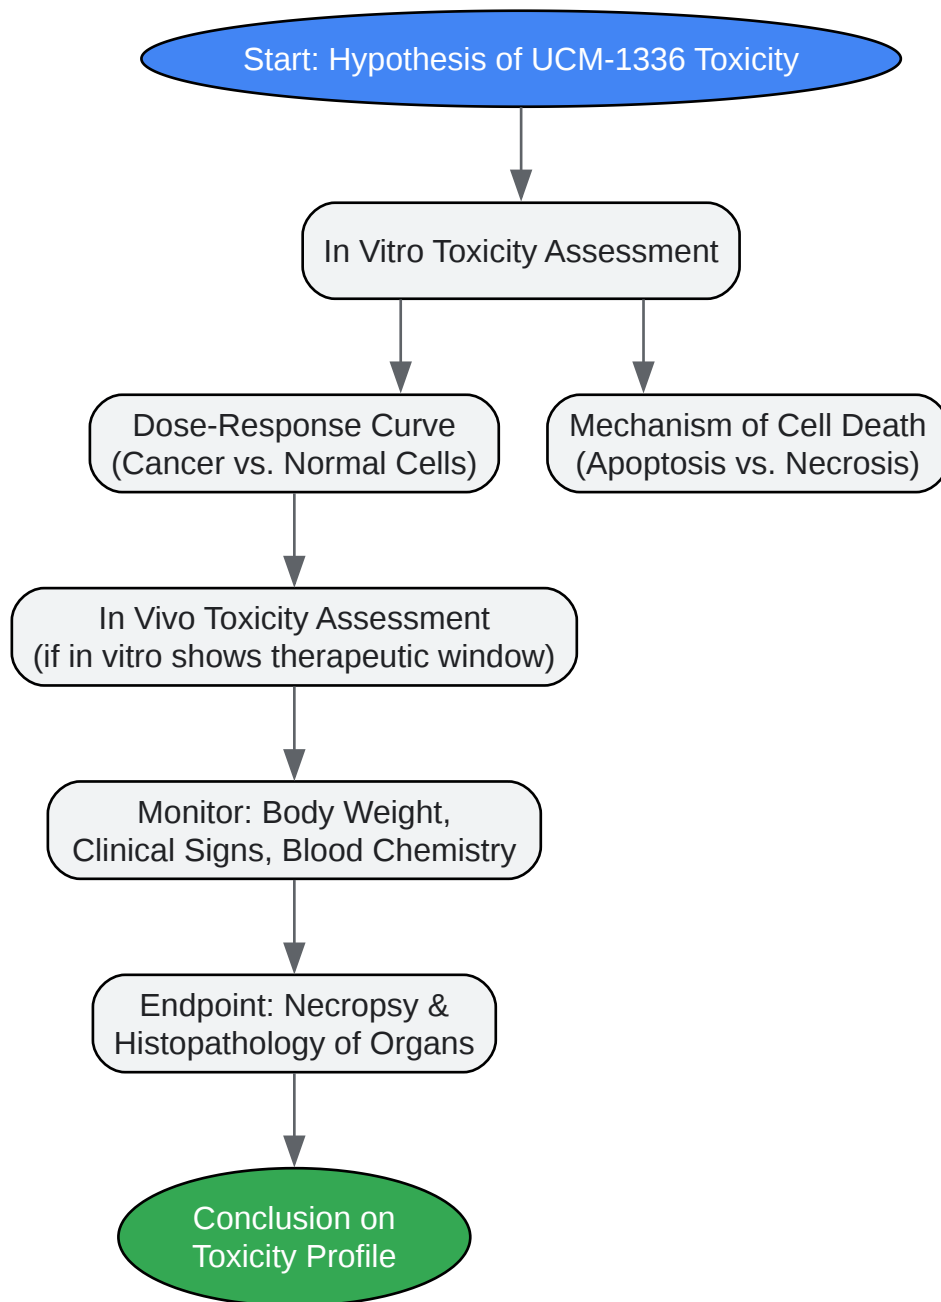 Start: Hypothesis of UCM-1336 Toxicity
In Vitro Toxicity Assessment
Dose-Response Curve
(Cancer vs. Normal Cells)
Mechanism of Cell Death
(Apoptosis vs. Necrosis)
In Vivo Toxicity Assessment
(if in vitro shows therapeutic window)
Monitor: Body Weight,
Clinical Signs, Blood Chemistry
Endpoint: Necropsy &
Histopathology of Organs
Conclusion on
Toxicity Profile